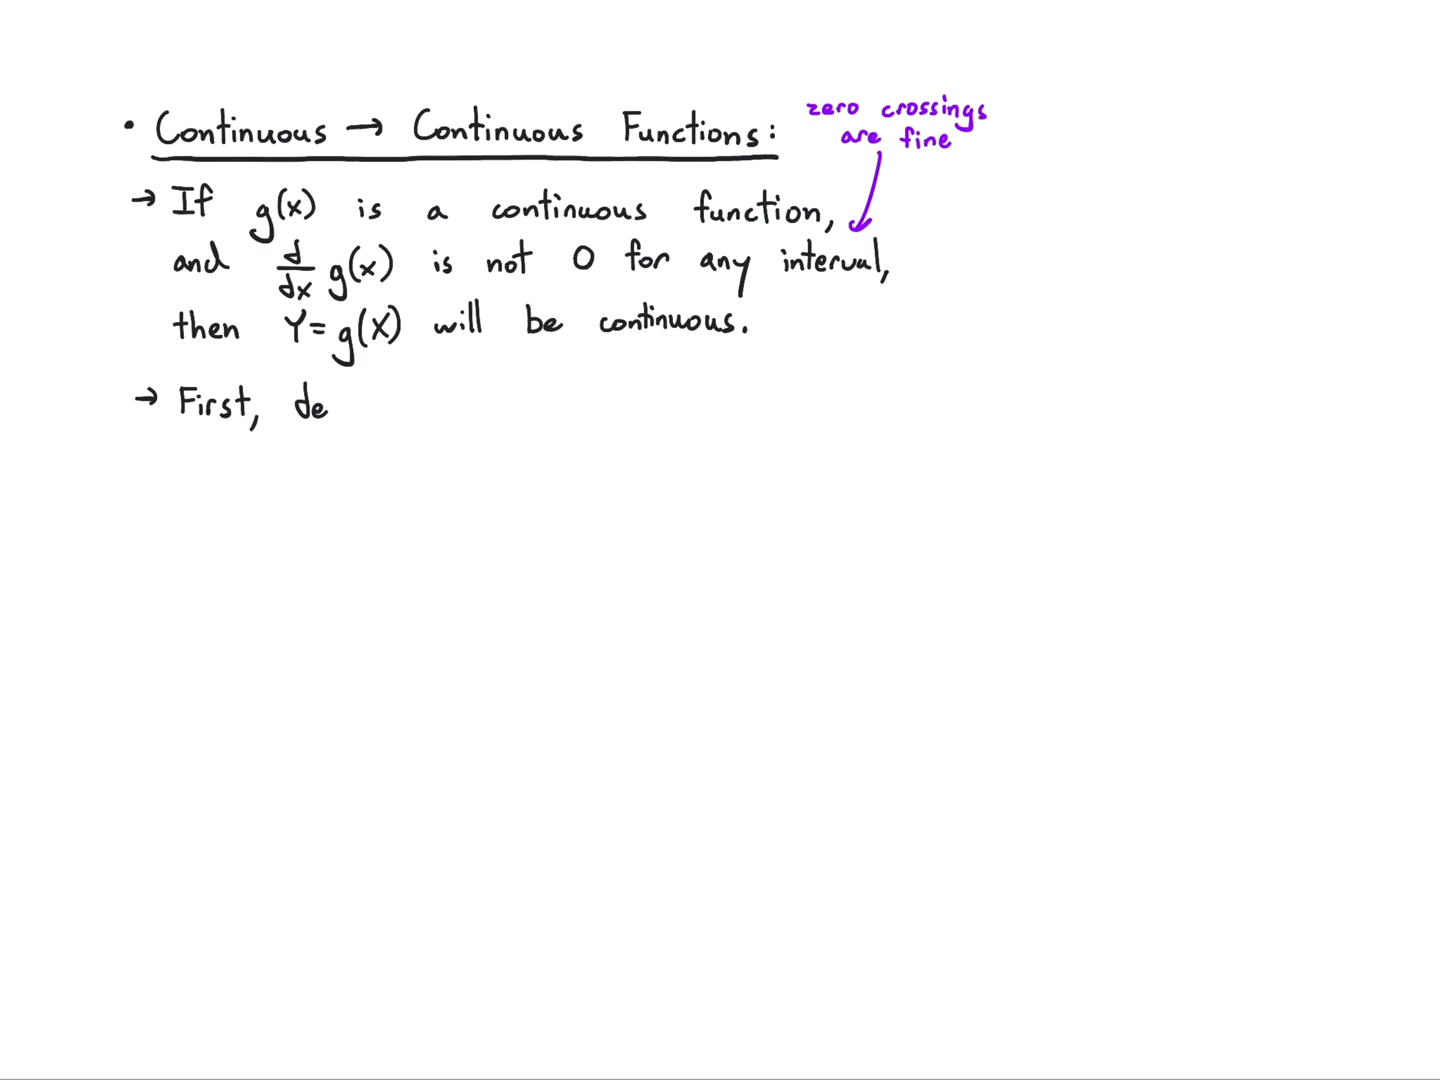 • Continuous → Continuous Functions:
zero crossings
are fine
→ If g(x) is a continuous function,
and d/dx g(x) is not 0 for any interval,
then Y = g(X) will be continuous.
→ First, de